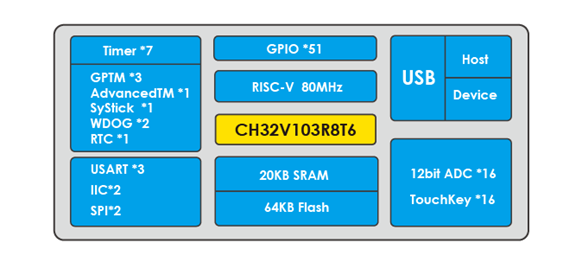 Timer *7
GPTM *3
AdvancedTM *1
SyStick *1
WDOG *2
RTC *1
USART *3
IIC*2
SPI*2
GPIO *51
RISC-V 80MHz
CH32V103R8T6
20KB SRAM
64KB Flash
USB
Host
Device
12bit ADC *16
TouchKey *16